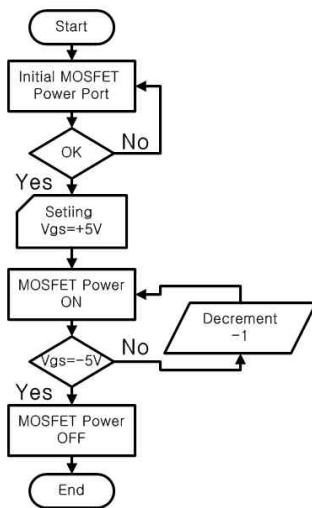 Start
Initial MOSFET
Power Port
OK
No
Yes
Setiing
Vgs=+5V
MOSFET Power
ON
Vgs=-5V
No
Decrement
-1
Yes
MOSFET Power
OFF
End